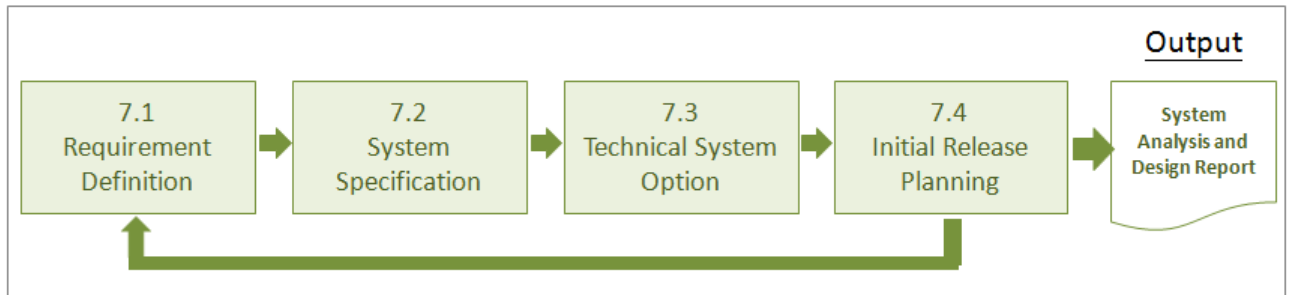 Output
7.1
Requirement
Definition
7.2
System
Specification
7.3
Technical System
Option
7.4
Initial Release
Planning
System
Analysis and
Design Report